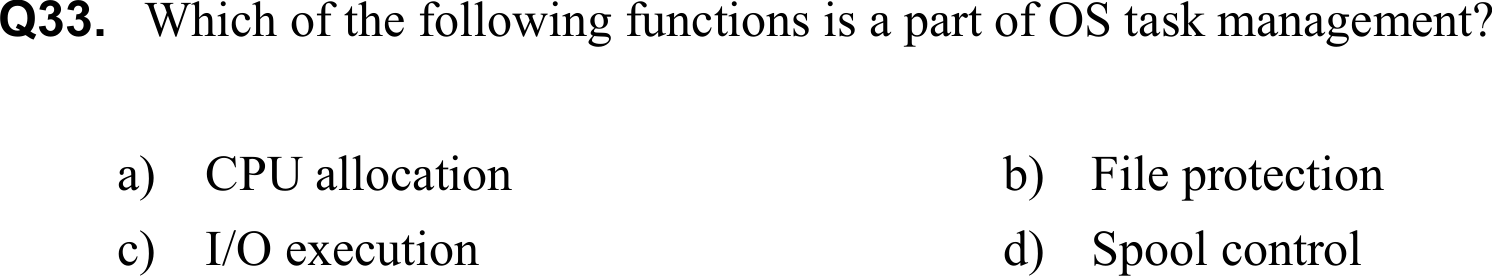 Q33. Which of the following functions is a part of OS task management?
a) CPU allocation b) File protection
c) I/O execution d) Spool control